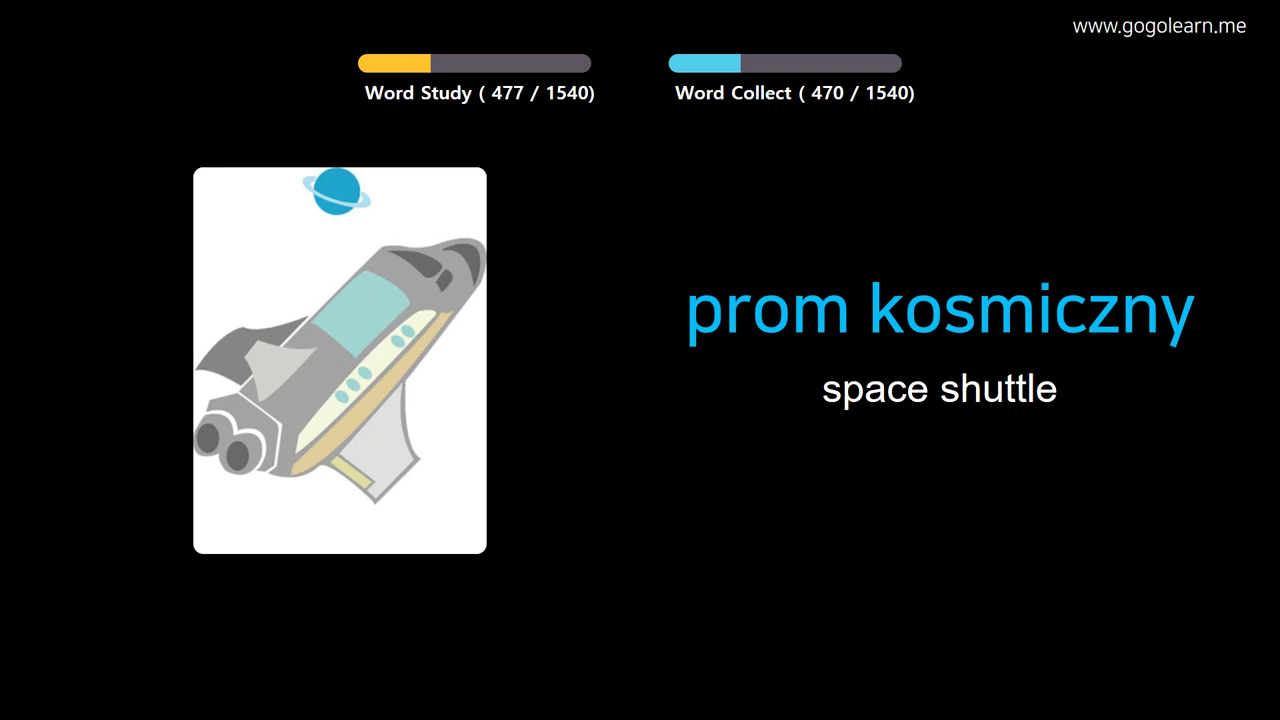 www.gogolearn.me
Word Study ( 477 / 1540)
Word Collect ( 470 / 1540)
prom kosmiczny
space shuttle